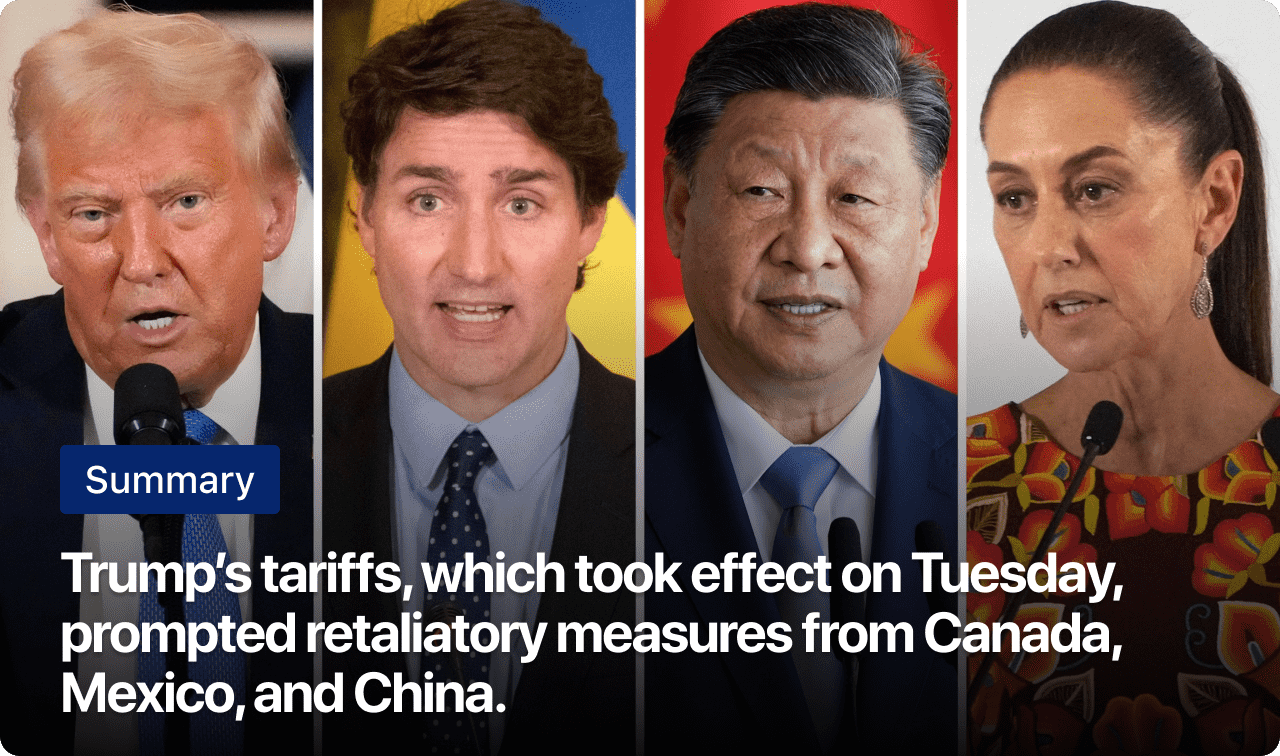 Summary
Trump’s tariffs, which took effect on Tuesday,
prompted retaliatory measures from Canada,
Mexico, and China.